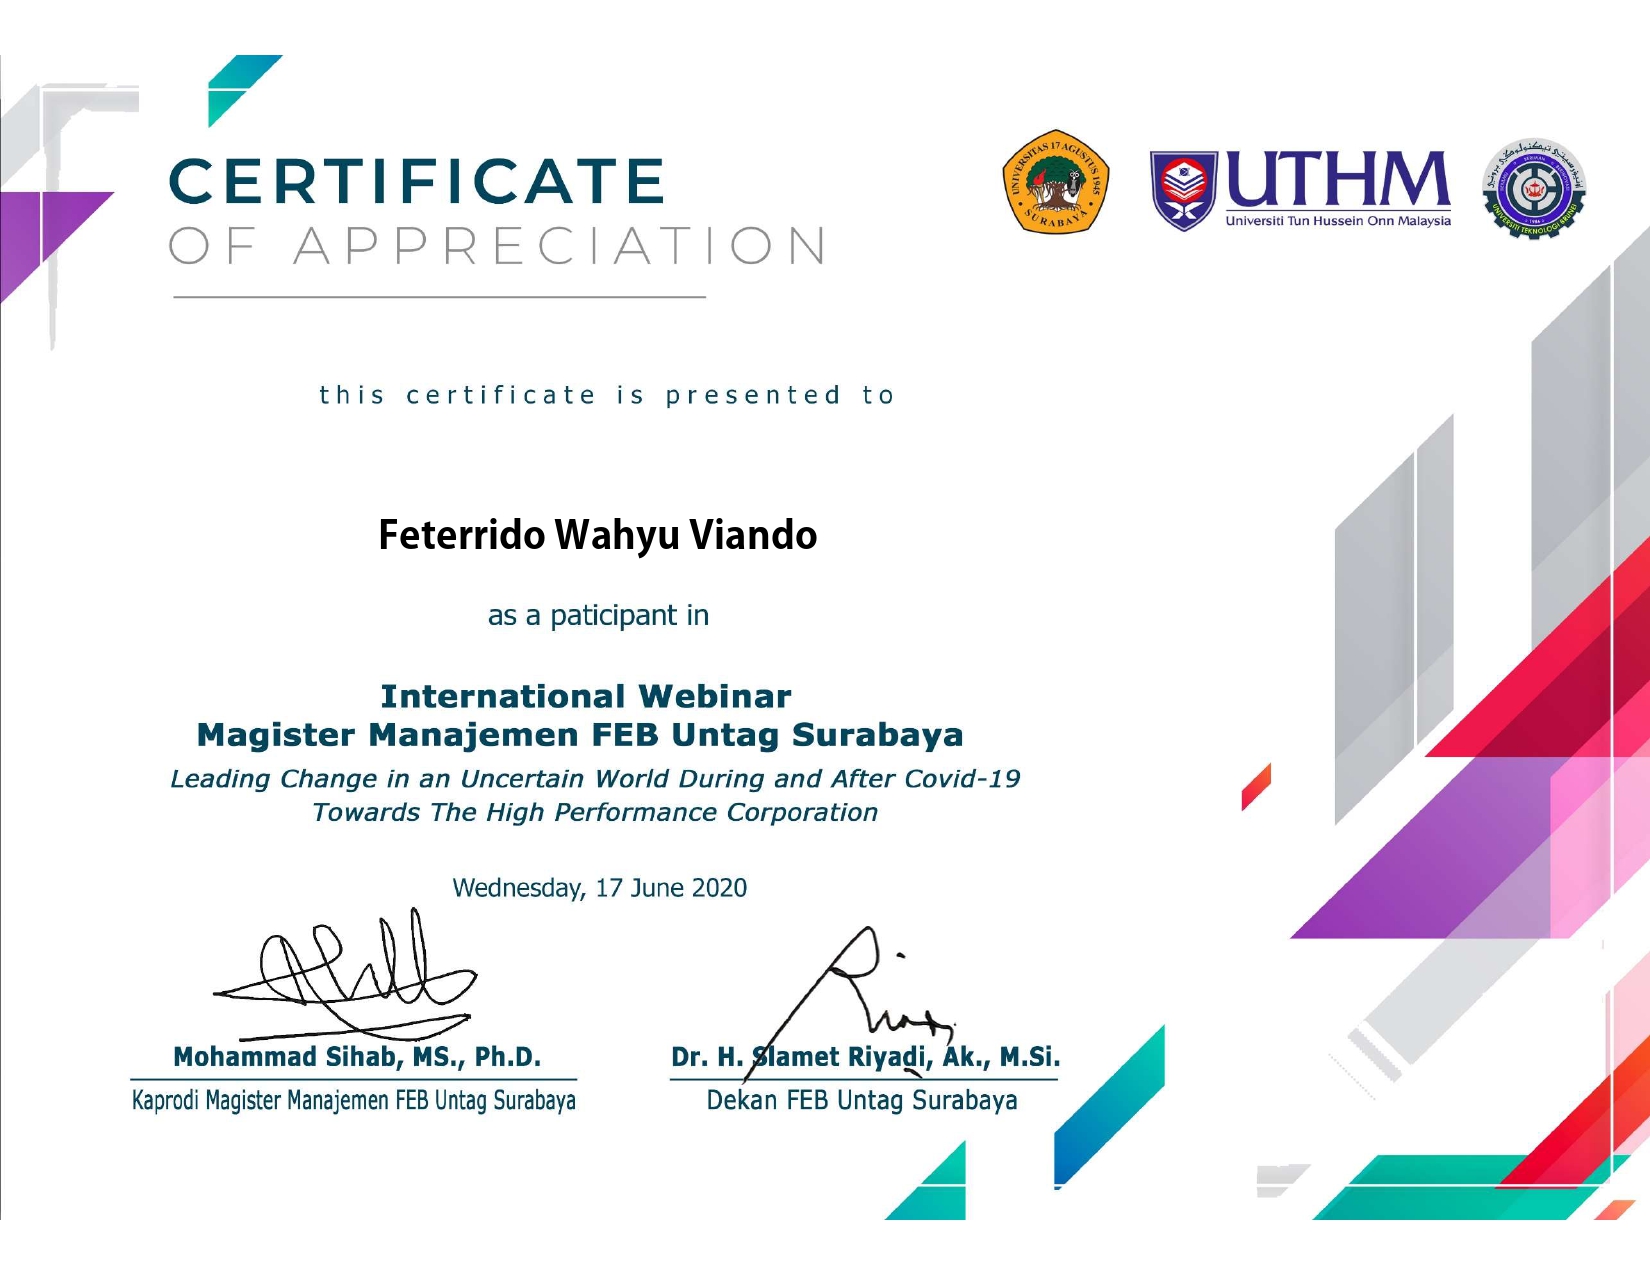 CERTIFICATE
OF APPRECIATION
UNIVERSITAS 17 AGUSTUS 1945
SURABAYA
UTHM
Universiti Tun Hussein Onn Malaysia
UNIVERSITI TEKNOLOGI BRUNEI
this certificate is presented to
Feterrido Wahyu Viando
as a paticipant in
International Webinar
Magister Manajemen FEB Untag Surabaya
Leading Change in an Uncertain World During and After Covid-19
Towards The High Performance Corporation
Wednesday, 17 June 2020
Mohammad Sihab, MS., Ph.D.
Kaprodi Magister Manajemen FEB Untag Surabaya
Dr. H. Slamet Riyadi, Ak., M.Si.
Dekan FEB Untag Surabaya